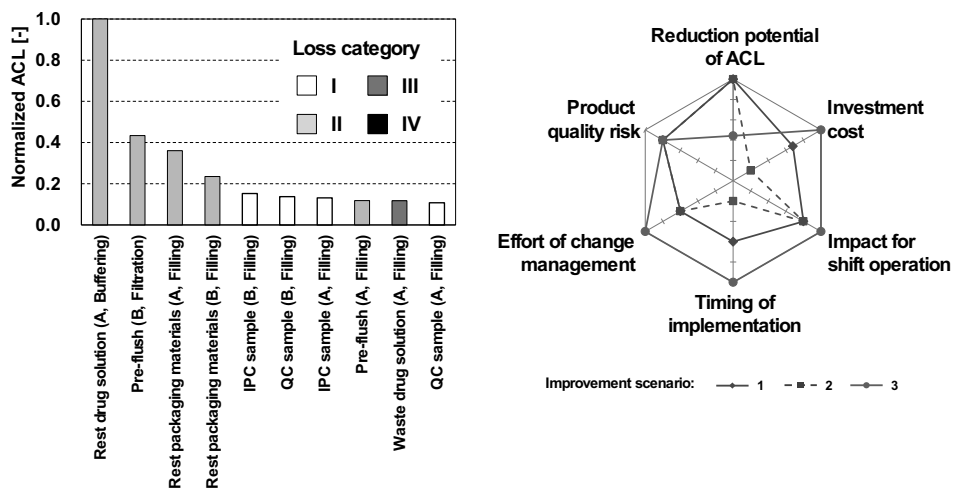 Normalized ACL [-]
1.0
0.8
0.6
0.4
0.2
0.0
Loss category
I
III
II
IV
Rest drug solution (A, Buffering)
Pre-flush (B, Filtration)
Rest packaging materials (A, Filling)
Rest packaging materials (B, Filling)
IPC sample (B, Filling)
QC sample (B, Filling)
IPC sample (A, Filling)
Pre-flush (A, Filling)
Waste drug solution (A, Filling)
QC sample (A, Filling)
Reduction potential
of ACL
Product
quality risk
Investment
cost
Effort of change
management
Impact for
shift operation
Timing of
implementation
Improvement scenario: 1 2 3